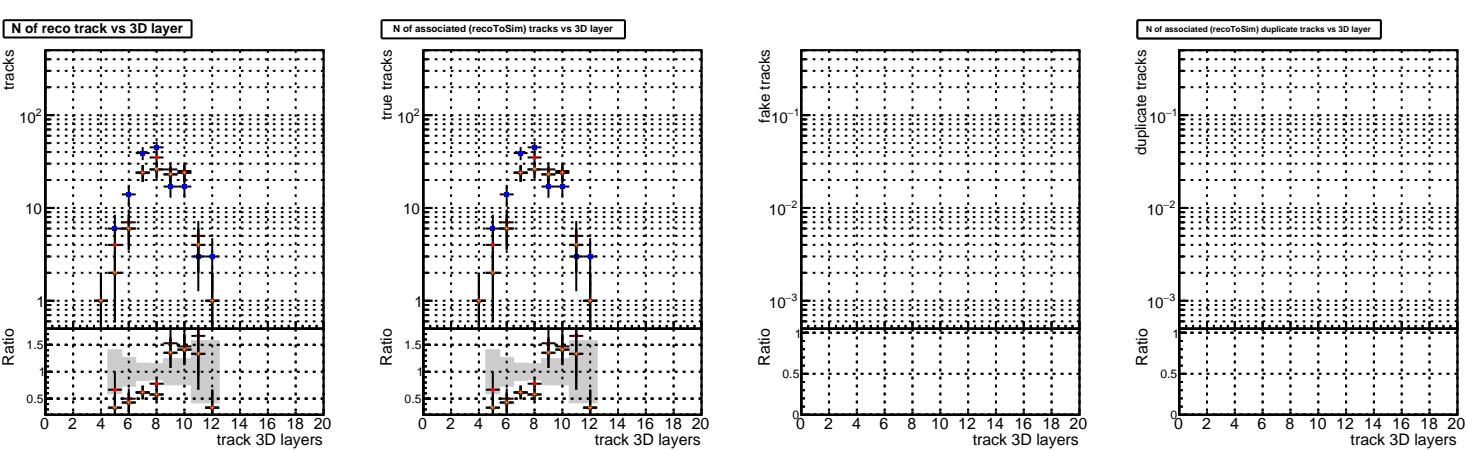 N of reco track vs 3D layer
tracks
10²
10
1
Ratio
1.5
1
0.5
0 2 4 6 8 10 12 14 16 18 20
track 3D layers
N of associated (recoToSim) tracks vs 3D layer
true tracks
10²
10
1
Ratio
1.5
1
0.5
0 2 4 6 8 10 12 14 16 18 20
track 3D layers
fake tracks
10⁻¹
10⁻²
10⁻³
Ratio
1
0.5
0
0 2 4 6 8 10 12 14 16 18 20
track 3D layers
N of associated (recoToSim) duplicate tracks vs 3D layer
duplicate tracks
10⁻¹
10⁻²
10⁻³
Ratio
1
0.5
0
0 2 4 6 8 10 12 14 16 18 20
track 3D layers